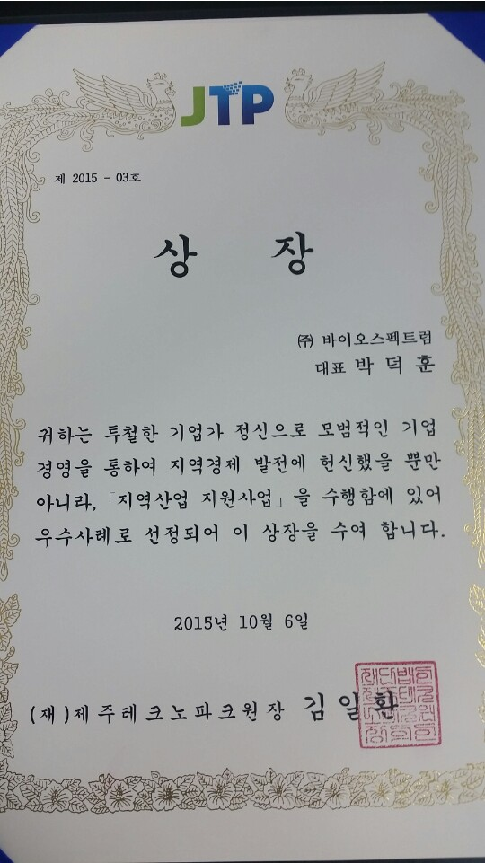 JTP
제 2015 - 03호
상 장
㈜ 바이오스펙트럼
대표 박 덕 훈
귀하는 투철한 기업가 정신으로 모범적인 기업
경영을 통하여 지역경제 발전에 헌신했을 뿐만
아니라, 「지역산업 지원사업」을 수행함에 있어
우수사례로 선정되어 이 상장을 수여 합니다.
2015년 10월 6일
(재)제주테크노파크원장 김 일 환